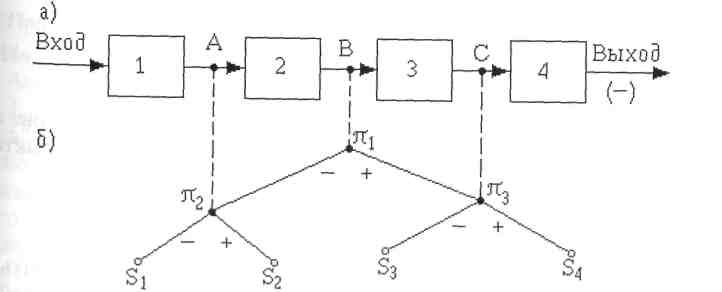 а)
Вход 1 A 2 B 3 C 4 Выход
(−)
б)
π1
− +
π2 π3
− + − +
S1 S2 S3 S4